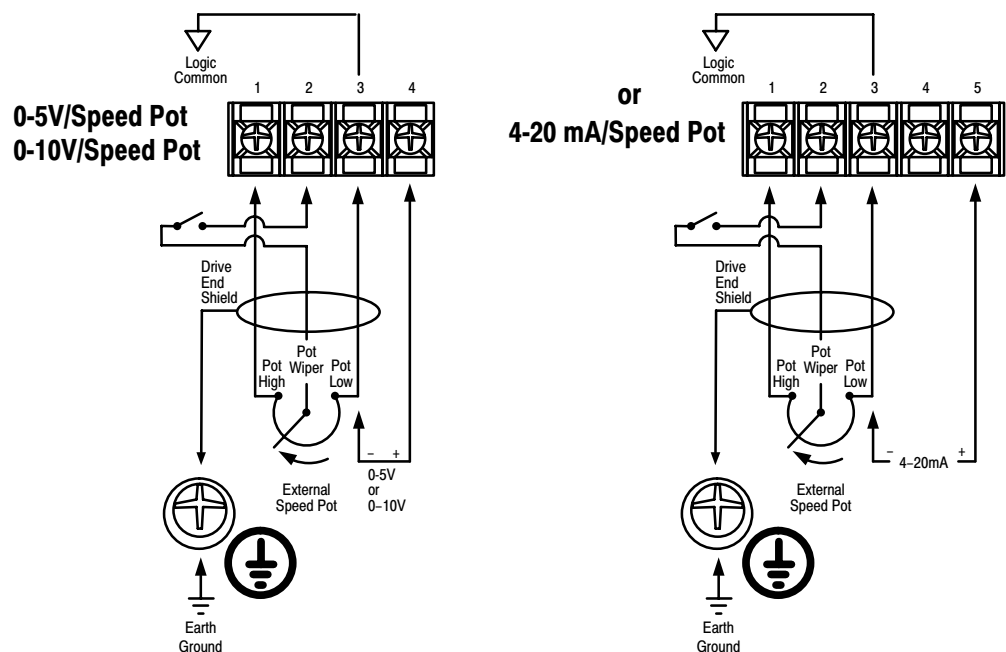 Logic
Common
1 2 3 4
0-5V/Speed Pot
0-10V/Speed Pot
Drive
End
Shield
Pot
High
Pot
Wiper
Pot
Low
– +
0-5V
or
0–10V
External
Speed Pot
Earth
Ground
or
4-20 mA/Speed Pot
Logic
Common
1 2 3 4 5
Drive
End
Shield
Pot
High
Pot
Wiper
Pot
Low
– +
4–20mA
External
Speed Pot
Earth
Ground